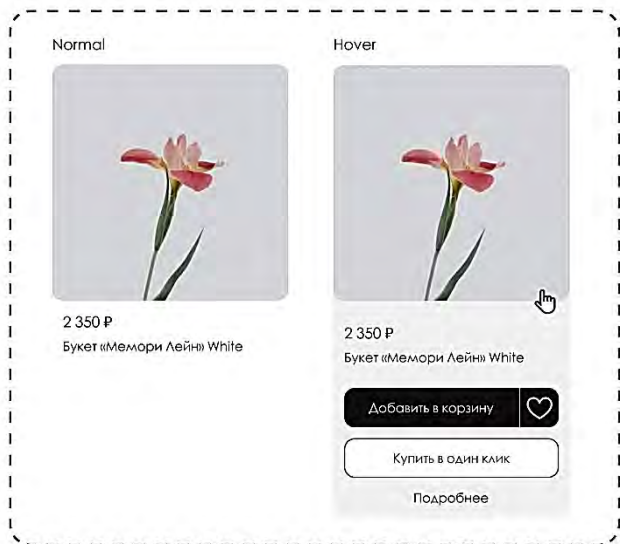 Normal
Hover
2 350 ₽
Букет «Мемори Лейн» White
2 350 ₽
Букет «Мемори Лейн» White
Добавить в корзину
Купить в один клик
Подробнее